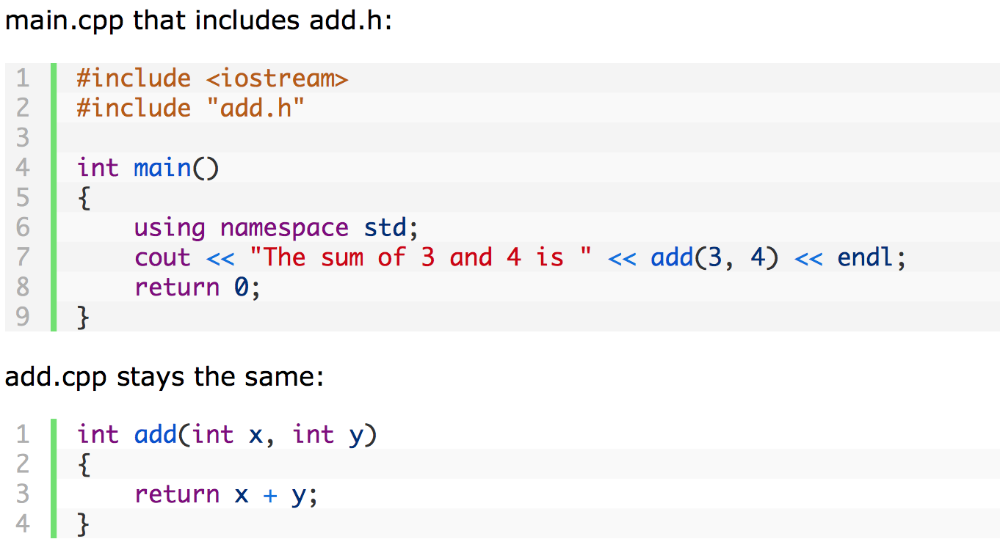 main.cpp that includes add.h:
1 #include <iostream>
2 #include "add.h"
3
4 int main()
5 {
6     using namespace std;
7     cout << "The sum of 3 and 4 is " << add(3, 4) << endl;
8     return 0;
9 }
add.cpp stays the same:
1 int add(int x, int y)
2 {
3     return x + y;
4 }